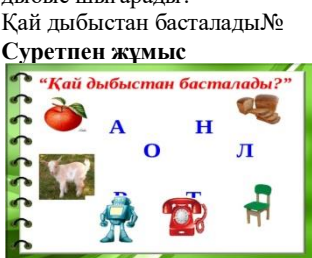 Қай дыбыстан басталады№
Суретпен жұмыс
"Қай дыбыстан басталады?"
А Н
О Л
Т